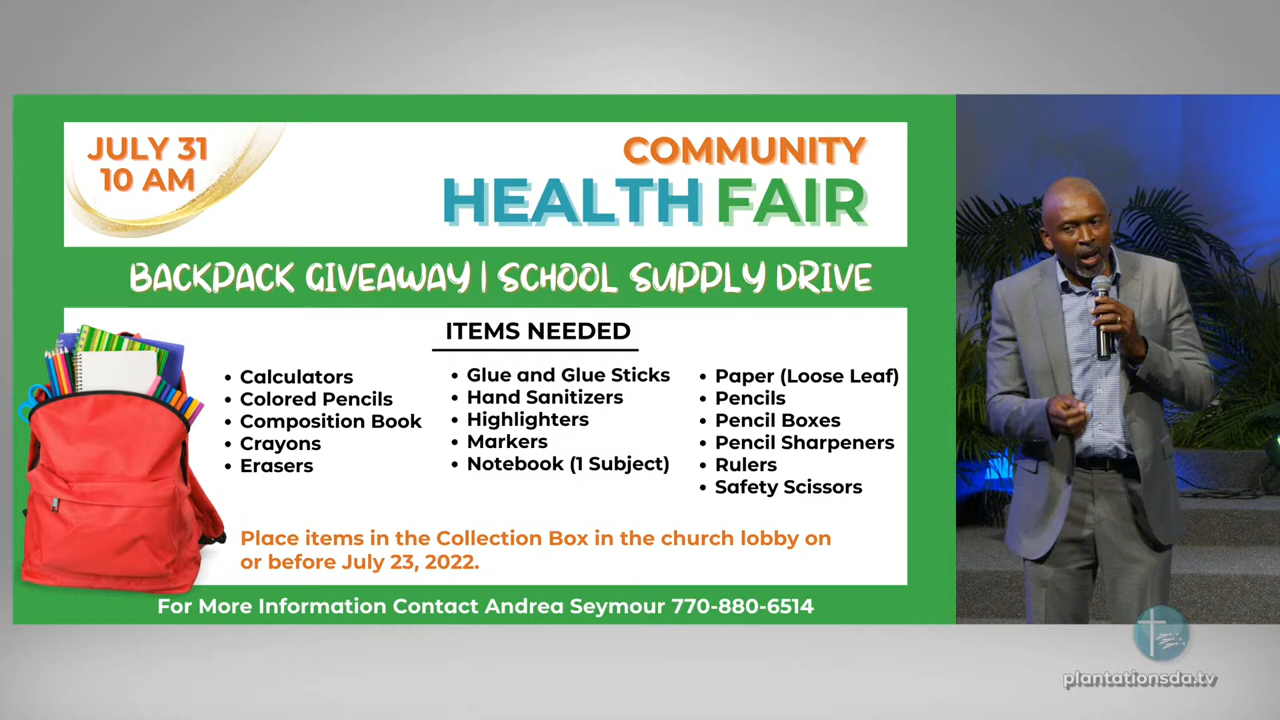 JULY 31
10 AM
COMMUNITY
HEALTH FAIR
BACKPACK GIVEAWAY | SCHOOL SUPPLY DRIVE
ITEMS NEEDED
• Calculators
• Colored Pencils
• Composition Book
• Crayons
• Erasers
• Glue and Glue Sticks
• Hand Sanitizers
• Highlighters
• Markers
• Notebook (1 Subject)
• Paper (Loose Leaf)
• Pencils
• Pencil Boxes
• Pencil Sharpeners
• Rulers
• Safety Scissors
Place items in the Collection Box in the church lobby on
or before July 23, 2022.
For More Information Contact Andrea Seymour 770-880-6514
plantationsda.tv